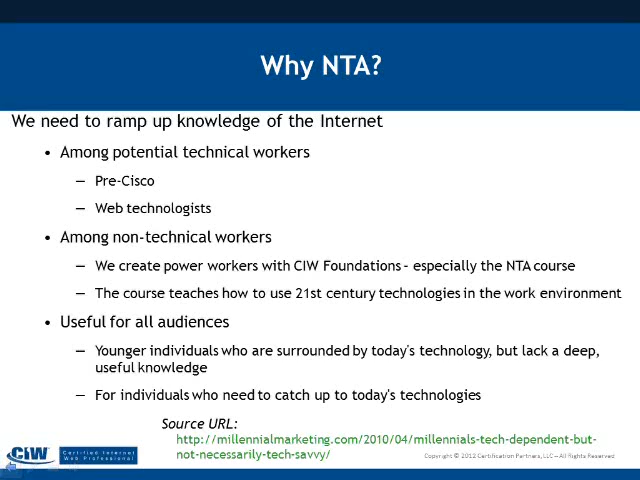 Why NTA?
We need to ramp up knowledge of the Internet
• Among potential technical workers
– Pre-Cisco
– Web technologists
• Among non-technical workers
– We create power workers with CIW Foundations – especially the NTA course
– The course teaches how to use 21st century technologies in the work environment
• Useful for all audiences
– Younger individuals who are surrounded by today's technology, but lack a deep,
useful knowledge
– For individuals who need to catch up to today's technologies
Source URL:
http://millennialmarketing.com/2010/04/millennials-tech-dependent-but-
not-necessarily-tech-savvy/
CIW
Certified Internet
Web Professional
Copyright © 2012 Certification Partners, LLC – All Rights Reserved